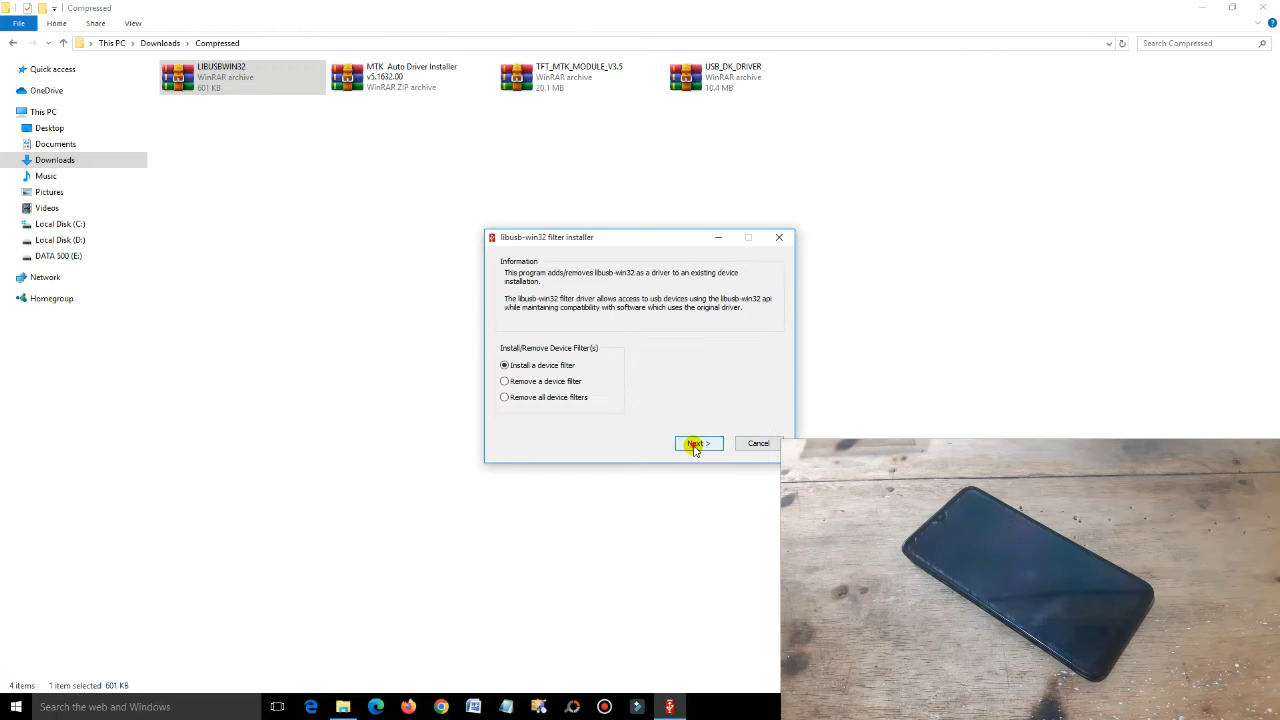 Compressed
File Home Share View
This PC Downloads Compressed Search Compressed
Quick access
OneDrive
This PC
Desktop
Documents
Downloads
Music
Pictures
Videos
Local Disk (C:)
Local Disk (D:)
DATA 500 (E:)
Network
Homegroup
LIBUSBWIN32
WinRAR archive
601 KB
MTK Auto Driver Installer
v5.1632.00
WinRAR ZIP archive
TFT_MTK_MODULE_V3.5
WinRAR archive
20.1 MB
USB_DK_DRIVER
WinRAR archive
10.4 MB
libusb-win32 filter installer
Information
This program adds/removes libusb-win32 as a driver to an existing device
installation.
The libusb-win32 filter driver allows access to usb devices using the libusb-win32 api
while maintaining compatibility with software which uses the original driver.
Install/Remove Device Filter(s)
Install a device filter
Remove a device filter
Remove all device filters
Next > Cancel
4 items 1 item selected 601 KB
Search the web and Windows